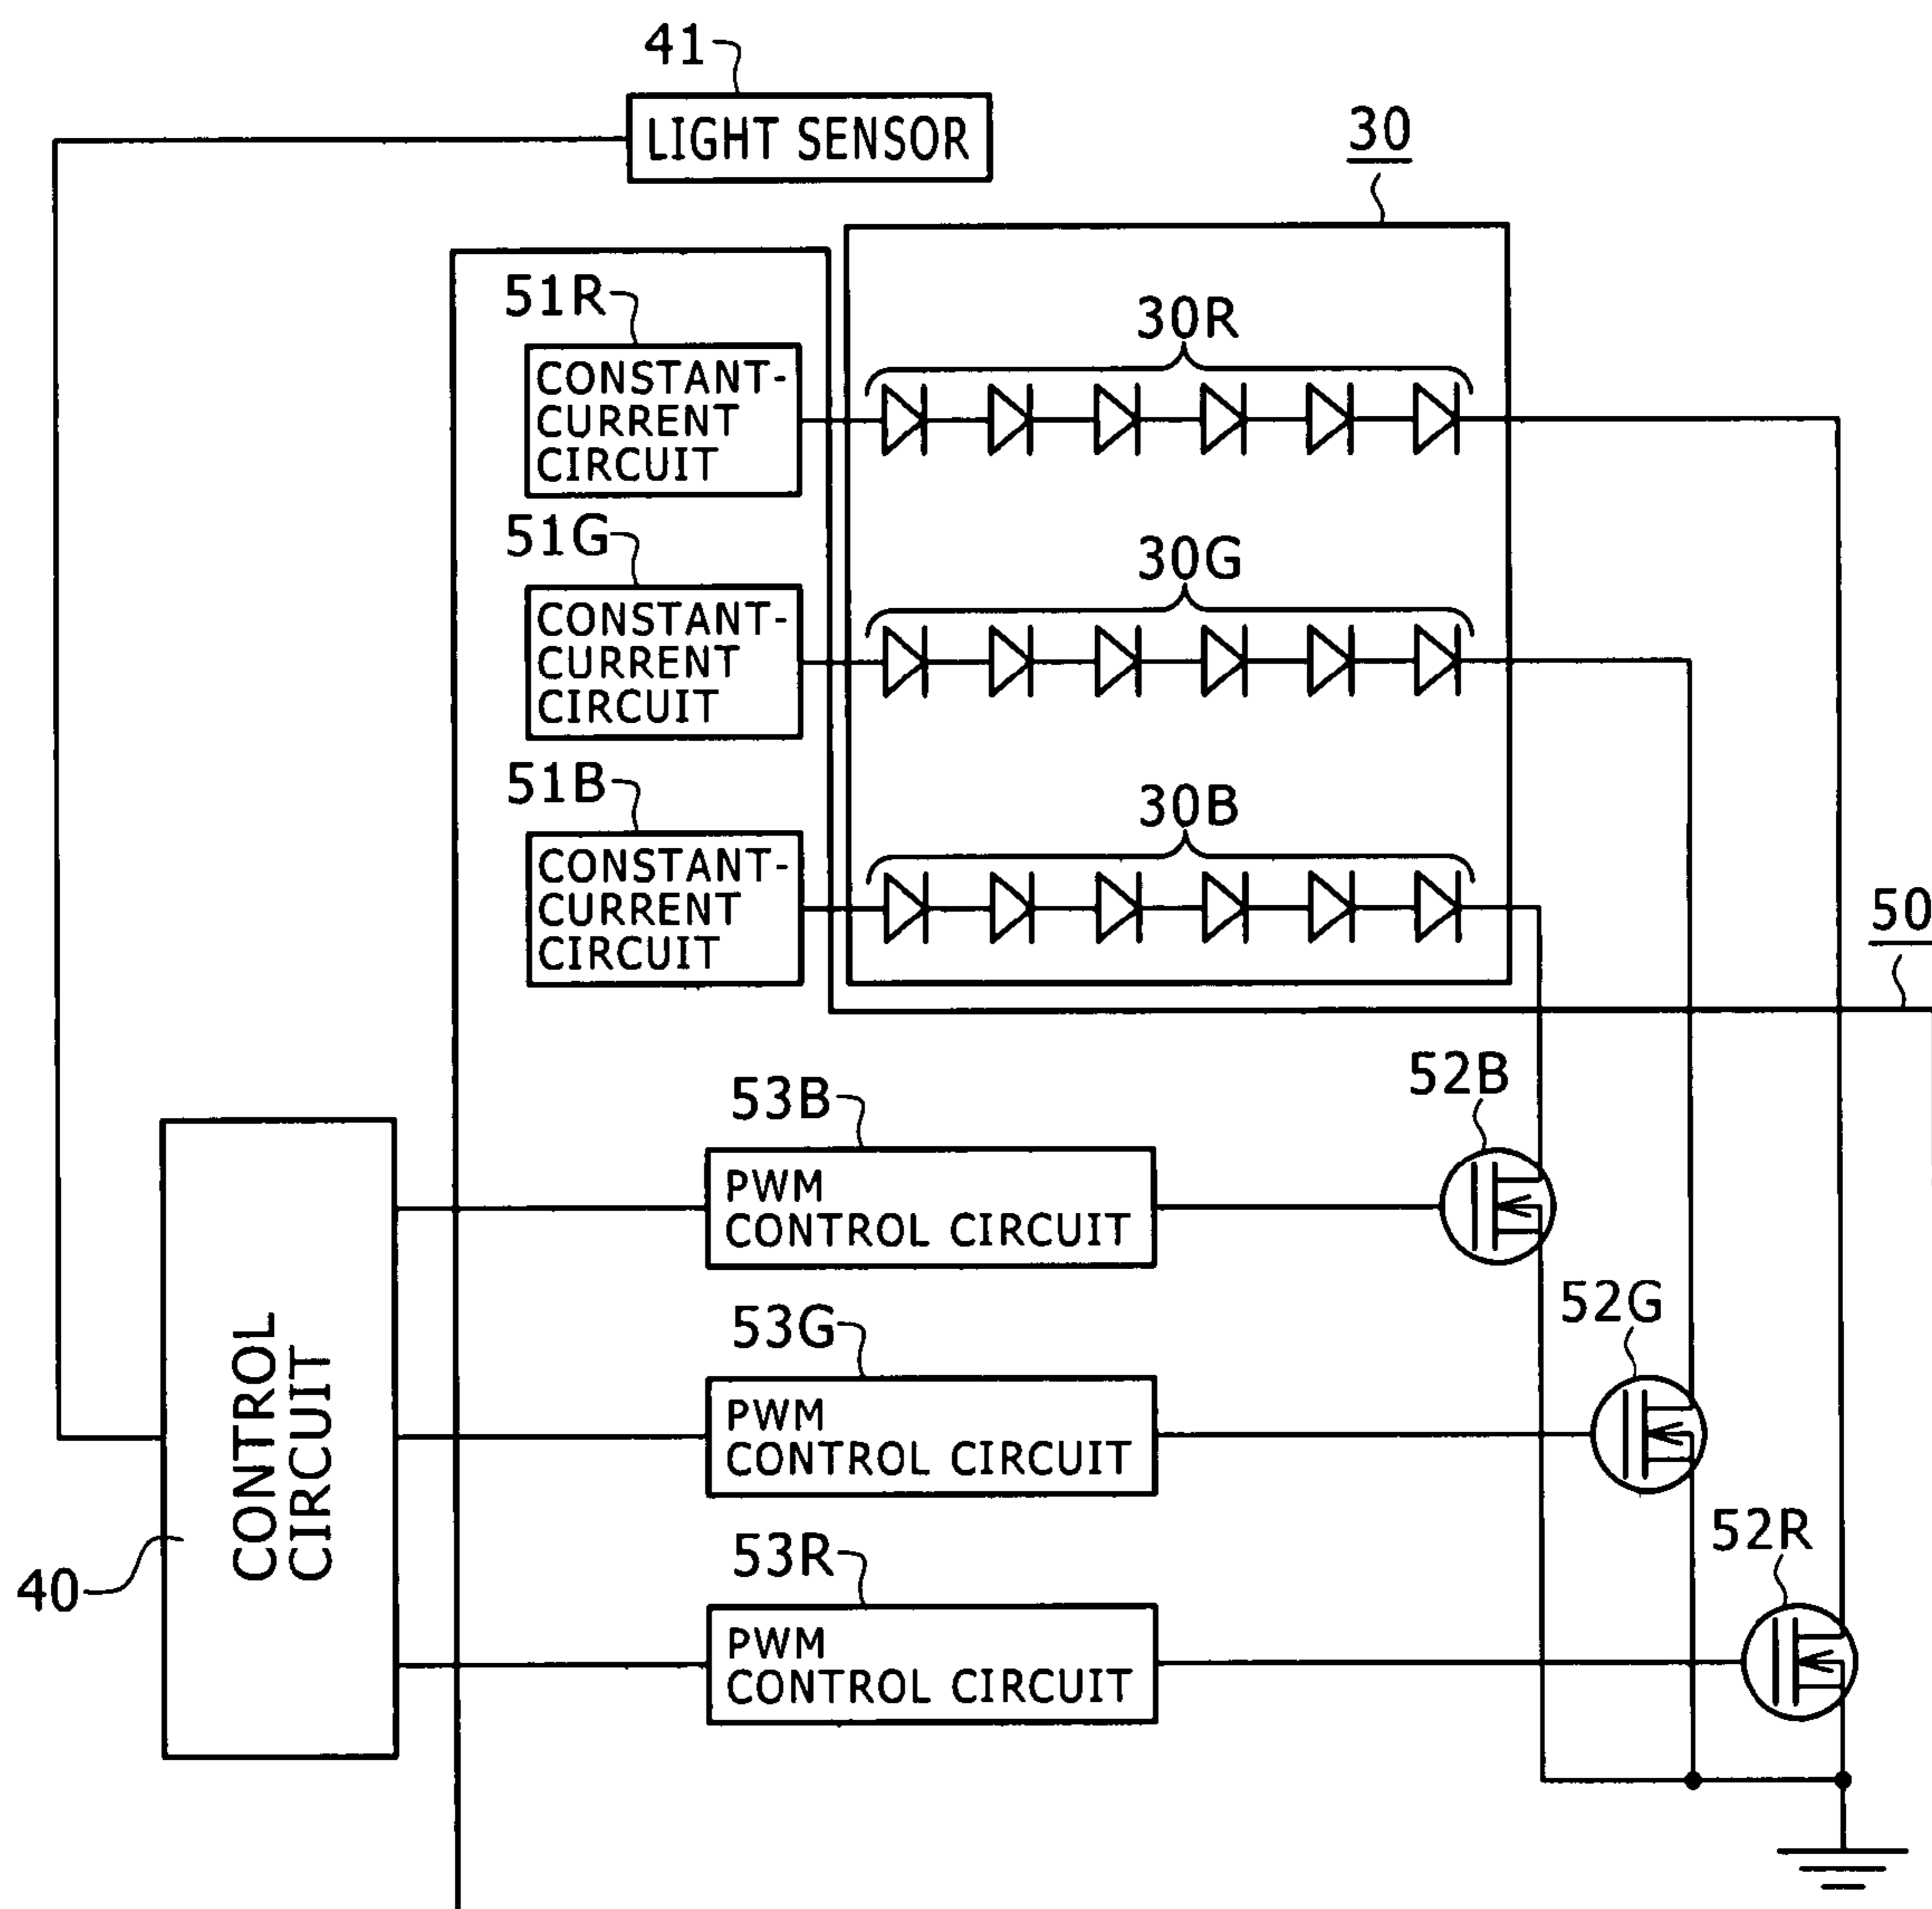 41
LIGHT SENSOR
30
51R
CONSTANT-
CURRENT
CIRCUIT
30R
51G
CONSTANT-
CURRENT
CIRCUIT
30G
51B
CONSTANT-
CURRENT
CIRCUIT
30B
50
52B
53B
PWM
CONTROL CIRCUIT
52G
53G
PWM
CONTROL CIRCUIT
52R
53R
PWM
CONTROL CIRCUIT
CONTROL
CIRCUIT
40